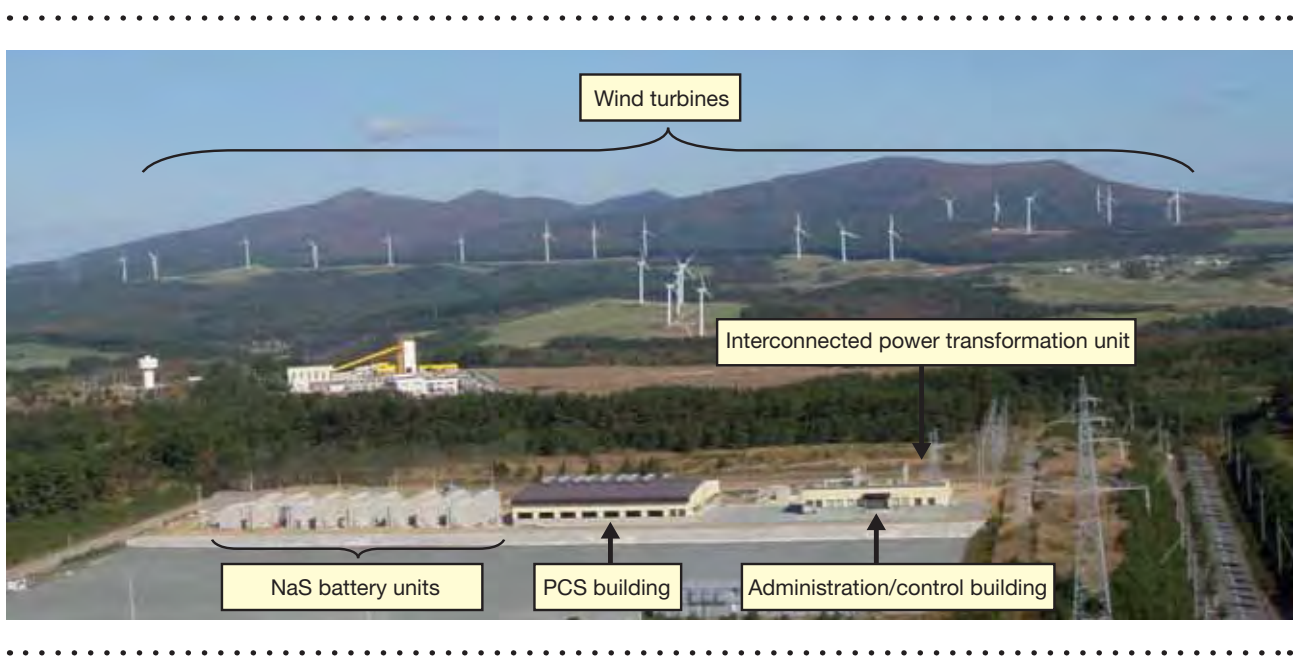 Wind turbines
Interconnected power transformation unit
NaS battery units
PCS building
Administration/control building